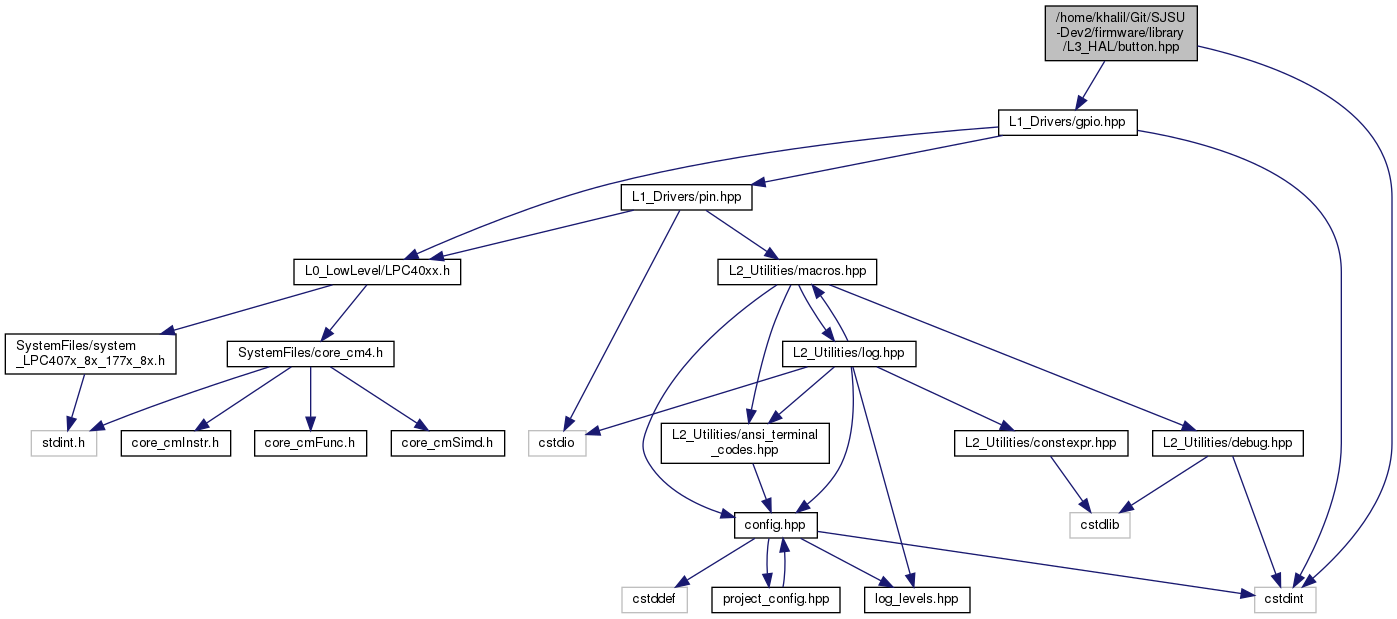 /home/khalil/Git/SJSU
-Dev2/firmware/library
/L3_HAL/button.hpp
L1_Drivers/gpio.hpp
L1_Drivers/pin.hpp
L0_LowLevel/LPC40xx.h
L2_Utilities/macros.hpp
SystemFiles/system
_LPC407x_8x_177x_8x.h
SystemFiles/core_cm4.h
L2_Utilities/log.hpp
stdint.h
core_cmInstr.h
core_cmFunc.h
core_cmSimd.h
cstdio
L2_Utilities/ansi_terminal
_codes.hpp
L2_Utilities/constexpr.hpp
L2_Utilities/debug.hpp
config.hpp
cstdlib
cstddef
project_config.hpp
log_levels.hpp
cstdint